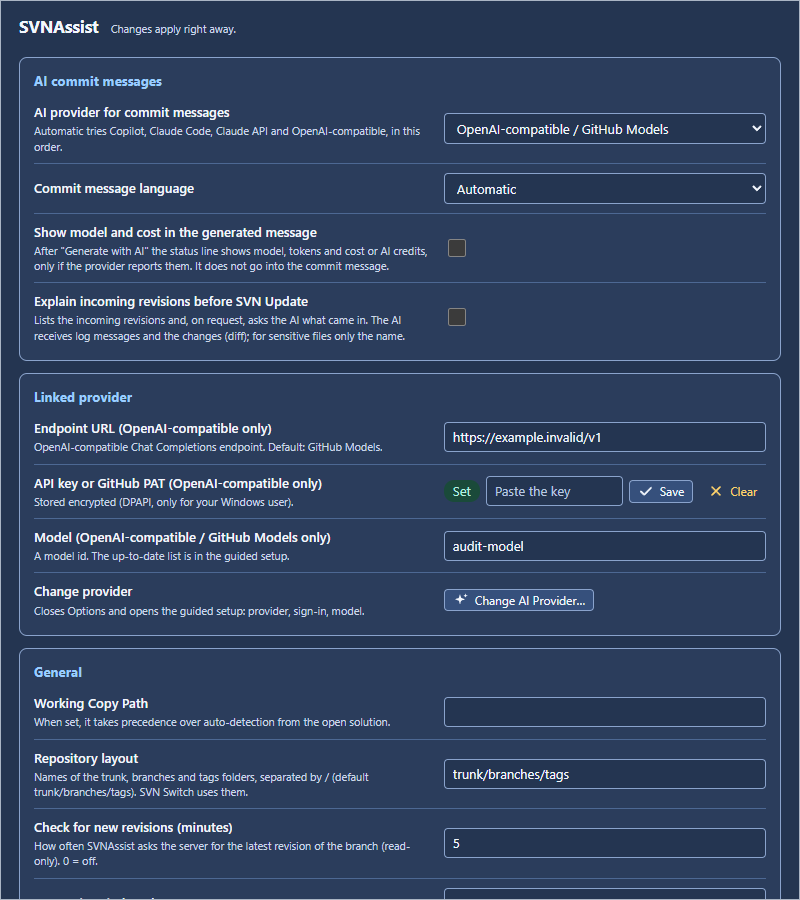 SVNAssist Changes apply right away.
AI commit messages
AI provider for commit messages
Automatic tries Copilot, Claude Code, Claude API and OpenAI-compatible, in this
order.
OpenAI-compatible / GitHub Models
Commit message language
Automatic
Show model and cost in the generated message
After "Generate with AI" the status line shows model, tokens and cost or AI credits,
only if the provider reports them. It does not go into the commit message.
Explain incoming revisions before SVN Update
Lists the incoming revisions and, on request, asks the AI what came in. The AI
receives log messages and the changes (diff); for sensitive files only the name.
Linked provider
Endpoint URL (OpenAI-compatible only)
OpenAI-compatible Chat Completions endpoint. Default: GitHub Models.
https://example.invalid/v1
API key or GitHub PAT (OpenAI-compatible only)
Stored encrypted (DPAPI, only for your Windows user).
Set Paste the key Save Clear
Model (OpenAI-compatible / GitHub Models only)
A model id. The up-to-date list is in the guided setup.
audit-model
Change provider
Closes Options and opens the guided setup: provider, sign-in, model.
Change AI Provider...
General
Working Copy Path
When set, it takes precedence over auto-detection from the open solution.
Repository layout
Names of the trunk, branches and tags folders, separated by / (default
trunk/branches/tags). SVN Switch uses them.
trunk/branches/tags
Check for new revisions (minutes)
How often SVNAssist asks the server for the latest revision of the branch (read-
only). 0 = off.
5